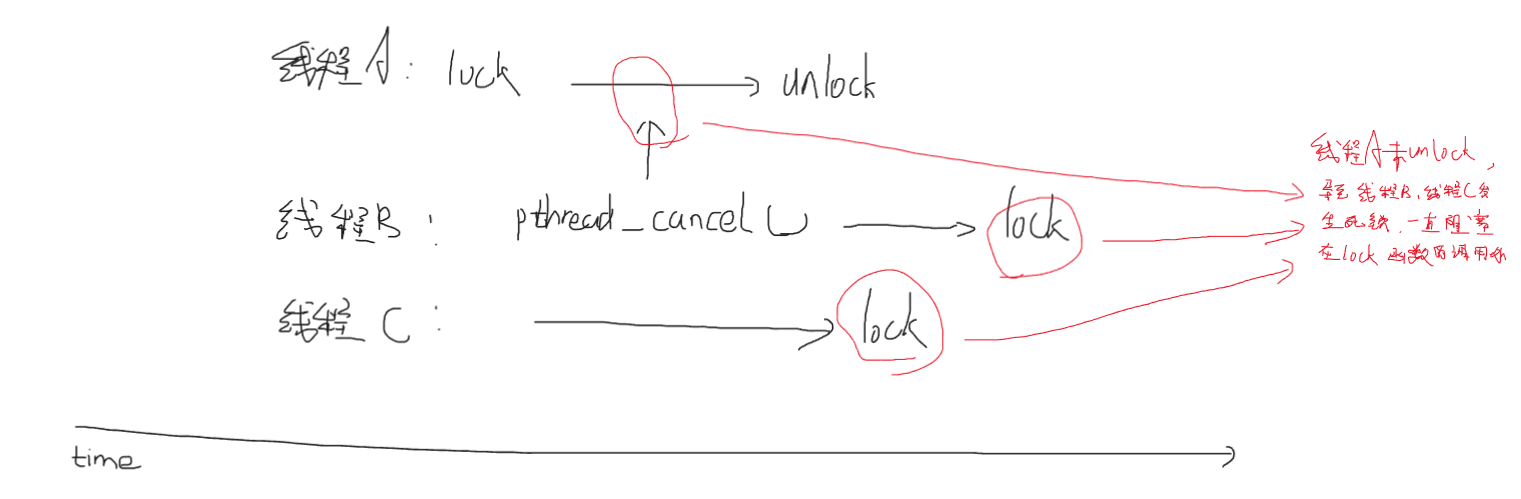 线程A: lock unlock
线程B: pthread_cancel() lock
线程C: lock
线程A未unlock,
导致线程B,线程C发
生死锁,一直阻塞
在lock函数的调用处
time